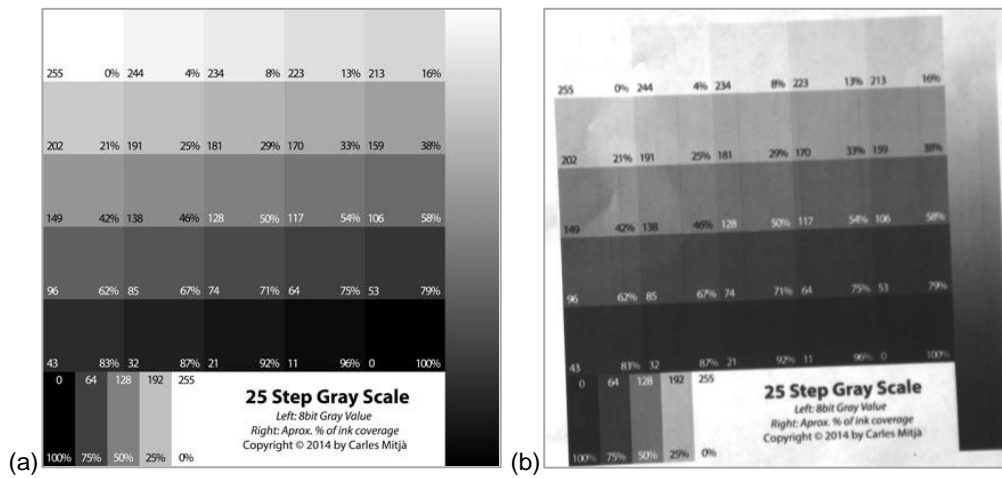 255 0% 244 4% 234 8% 223 13% 213 16%
202 21% 191 25% 181 29% 170 33% 159 38%
149 42% 138 46% 128 50% 117 54% 106 58%
96 62% 85 67% 74 71% 64 75% 53 79%
43 83% 32 87% 21 92% 11 96% 0 100%
0 64 128 192 255
25 Step Gray Scale
Left: 8bit Gray Value
Right: Aprox. % of ink coverage
Copyright © 2014 by Carles Mitjà
100% 75% 50% 25% 0%
(a)
255 0% 244 4% 234 8% 223 13% 213 16%
202 21% 191 25% 181 29% 170 33% 159 38%
149 42% 138 46% 128 50% 117 54% 106 58%
96 62% 85 67% 74 71% 64 75% 53 79%
43 83% 32 87% 21 92% 11 96% 0 100%
0 64 128 192 255
25 Step Gray Scale
Left: 8bit Gray Value
Right: Aprox. % of ink coverage
Copyright © 2014 by Carles Mitjà
100% 75% 50% 25% 0%
(b)